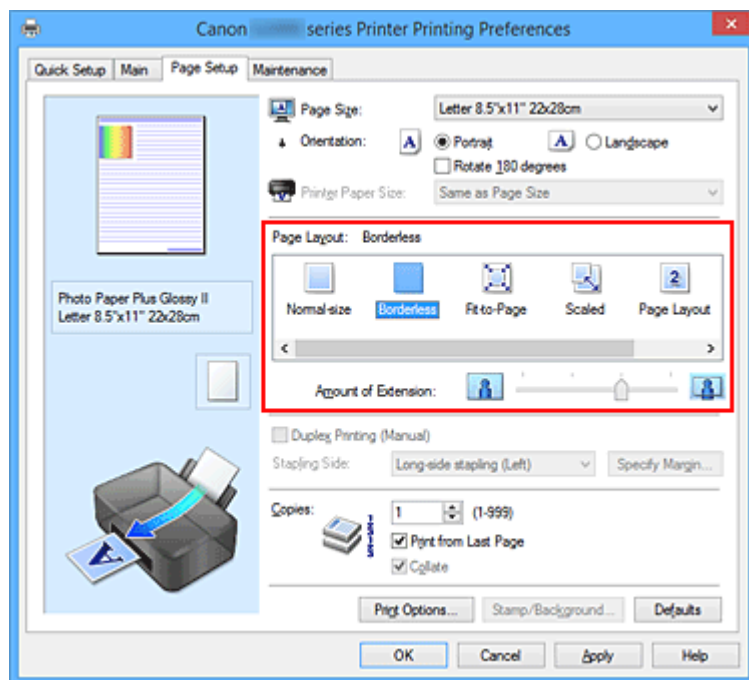 Canon series Printer Printing Preferences
Quick Setup Main Page Setup Maintenance
Page Size: Letter 8.5"x11" 22x28cm
Orientation: A Portrait A Landscape
Rotate 180 degrees
Printer Paper Size: Same as Page Size
Page Layout: Borderless
2
Normal-size Borderless Fit-to-Page Scaled Page Layout
Photo Paper Plus Glossy II
Letter 8.5"x11" 22x28cm
Amount of Extension:
Duplex Printing (Manual)
Stapling Side: Long-side stapling (Left) Specify Margin...
Copies: 1 (1-999)
Print from Last Page
Collate
A
Print Options... Stamp/Background... Defaults
OK Cancel Apply Help